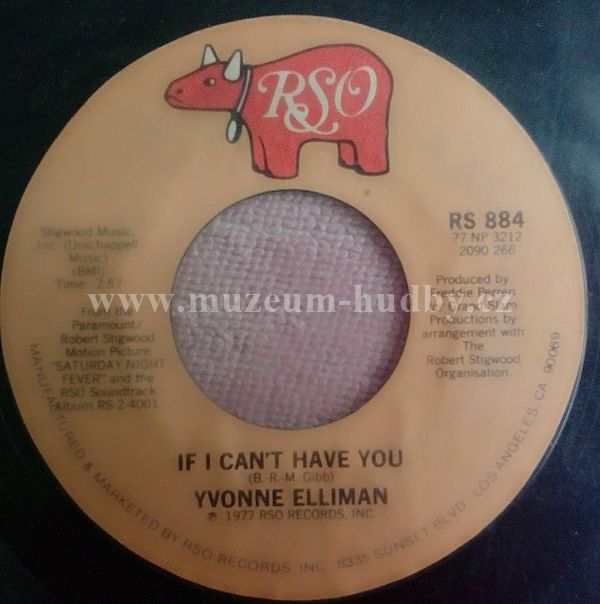 RSO
Stigwood Music,
Inc. (Unichappell
Music)
(BMI)
Time: 2:57
From the
Paramount/
Robert Stigwood
Motion Picture
"SATURDAY NIGHT
FEVER" and the
RSO Soundtrack
Album RS-2-4001
RS 884
77 NP 3212
2090 266
Produced by
Freddie Perren
for Grand Slam
Productions by
arrangement with
The
Robert Stigwood
Organisation.
www.muzeum-hudby.cz
IF I CAN'T HAVE YOU
(B.-R.-M. Gibb)
YVONNE ELLIMAN
℗ 1977 RSO RECORDS, INC
MANUFACTURED & MARKETED BY RSO RECORDS, INC. 8335 SUNSET BLVD. LOS ANGELES, CA. 90069